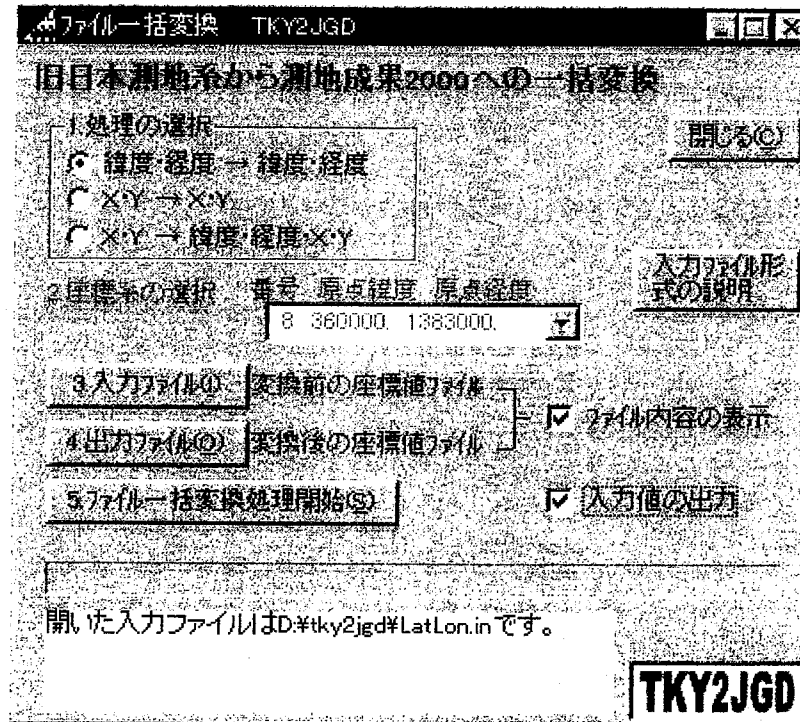 ファイル一括変換 TKY2JGD
旧日本測地系から測地成果2000への一括変換
1.処理の選択
緯度・経度 → 緯度・経度
X・Y → X・Y
X・Y → 緯度・経度・X・Y
閉じる(C)
2.座標系の選択 番号 原点緯度 原点経度
8 360000. 1383000.
入力ファイル形
式の説明
3.入力ファイル(I) 変換前の座標値ファイル
4.出力ファイル(O) 変換後の座標値ファイル
ファイル内容の表示
5.ファイル一括変換処理開始(S)
入力値の出力
開いた入力ファイルはD:¥tky2jgd¥LatLon.inです。
TKY2JGD